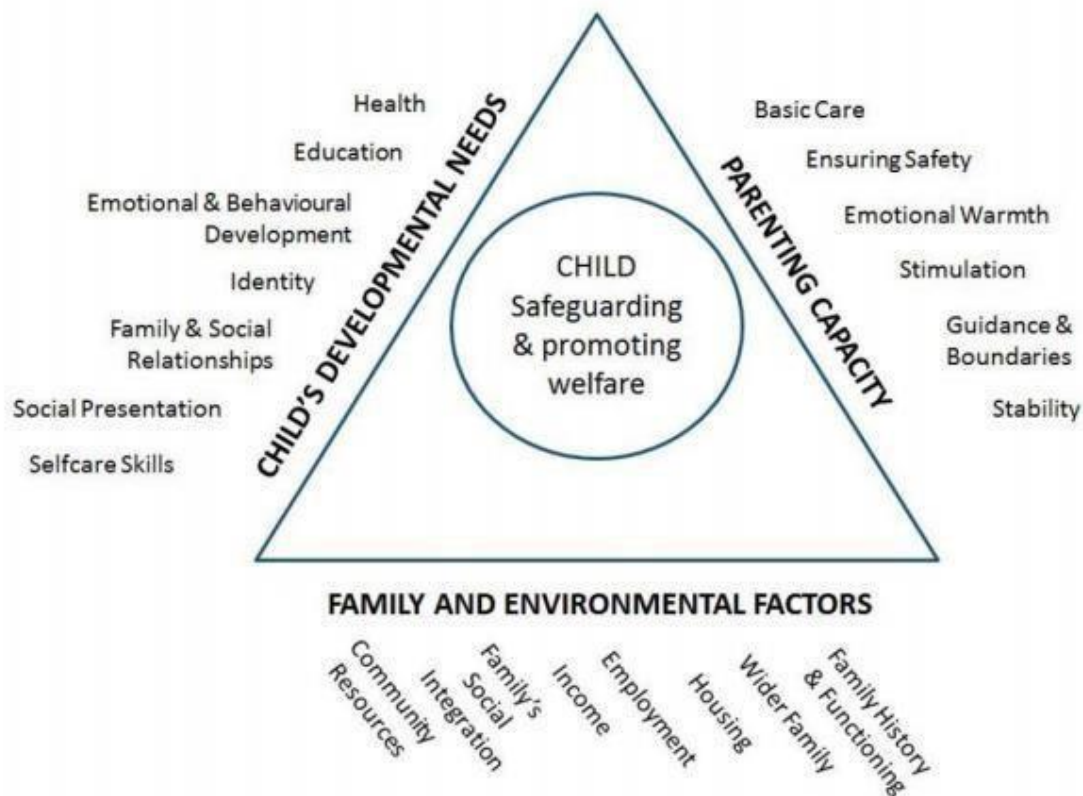 Health
Education
Emotional & Behavioural
Development
Identity
Family & Social
Relationships
Social Presentation
Selfcare Skills
CHILD'S DEVELOPMENTAL NEEDS
CHILD
Safeguarding
& promoting
welfare
PARENTING CAPACITY
Basic Care
Ensuring Safety
Emotional Warmth
Stimulation
Guidance &
Boundaries
Stability
FAMILY AND ENVIRONMENTAL FACTORS
Community
Resources
Family's
Social
Integration
Income
Employment
Housing
Wider Family
Family History
& Functioning